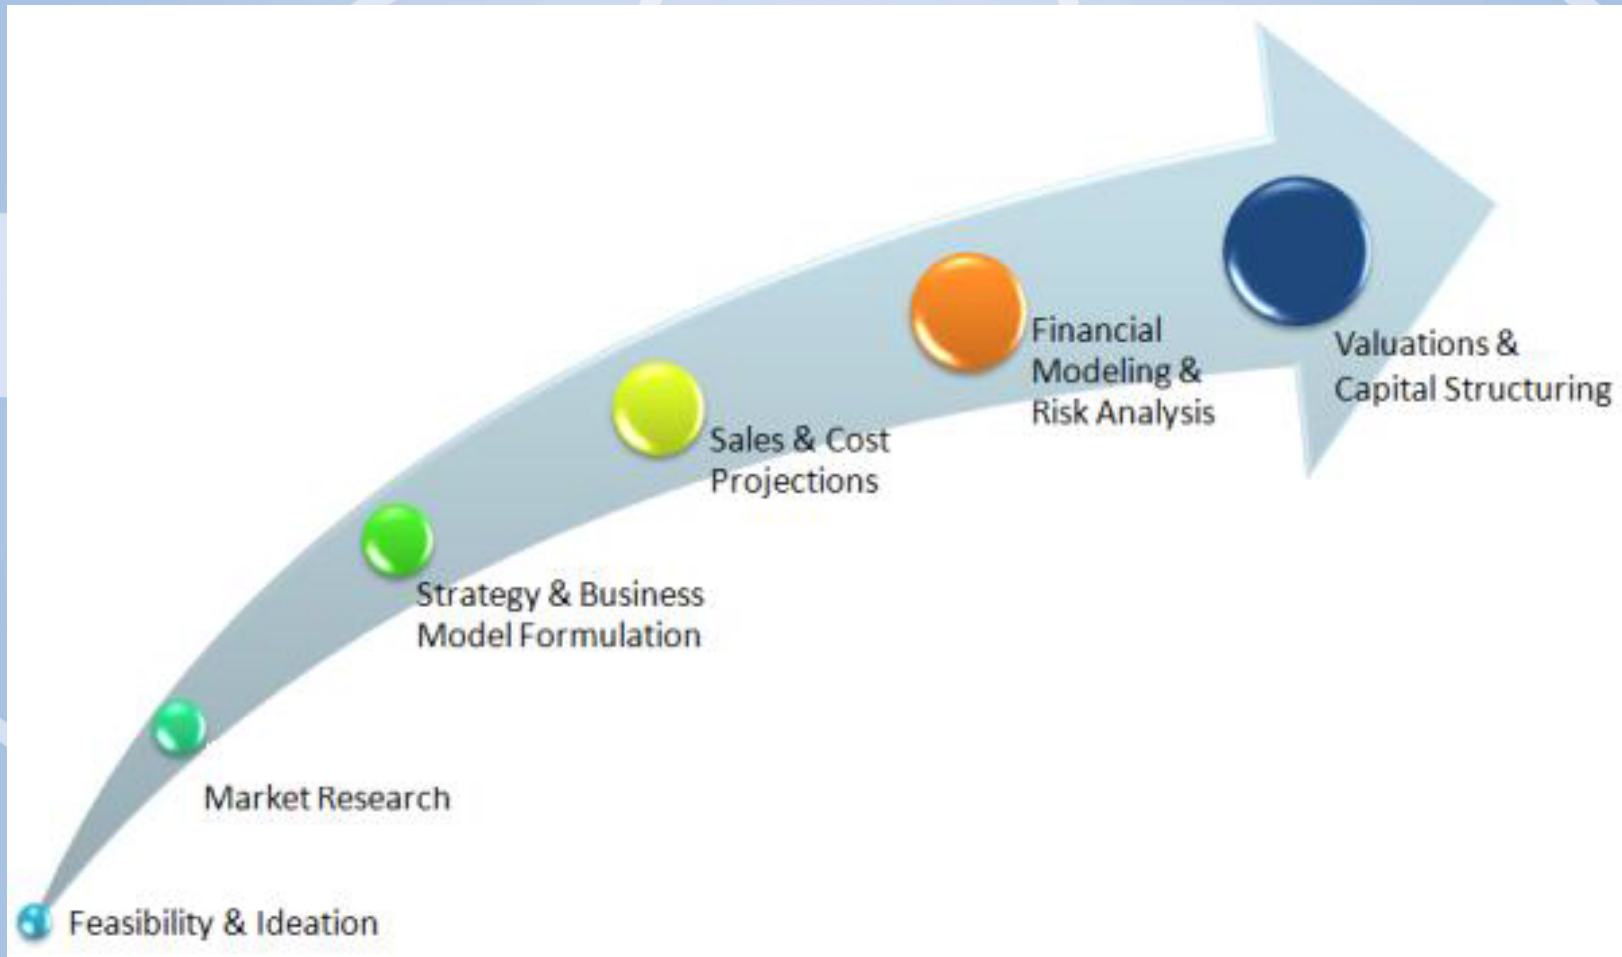 Financial
Modeling &
Risk Analysis
Valuations &
Capital Structuring
Sales & Cost
Projections
Strategy & Business
Model Formulation
Market Research
Feasibility & Ideation